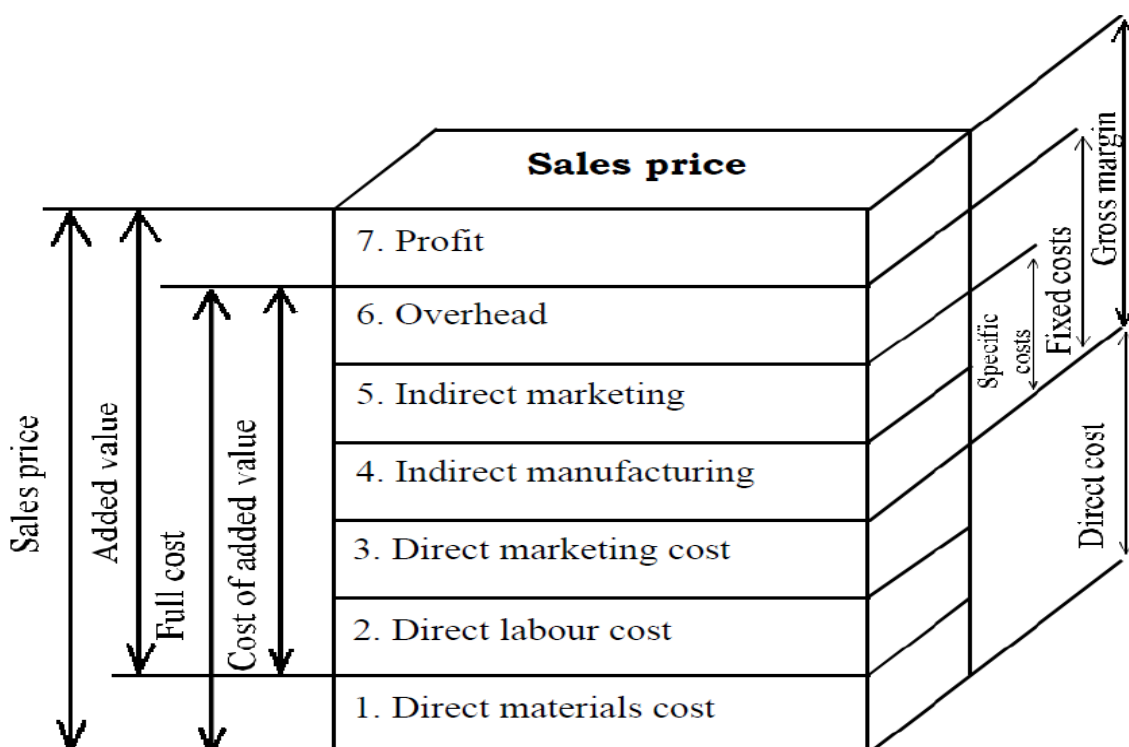 Sales price
7. Profit
6. Overhead
5. Indirect marketing
4. Indirect manufacturing
3. Direct marketing cost
2. Direct labour cost
1. Direct materials cost
Sales price
Added value
Full cost
Cost of added value
Specific
costs
Fixed costs
Gross margin
Direct cost